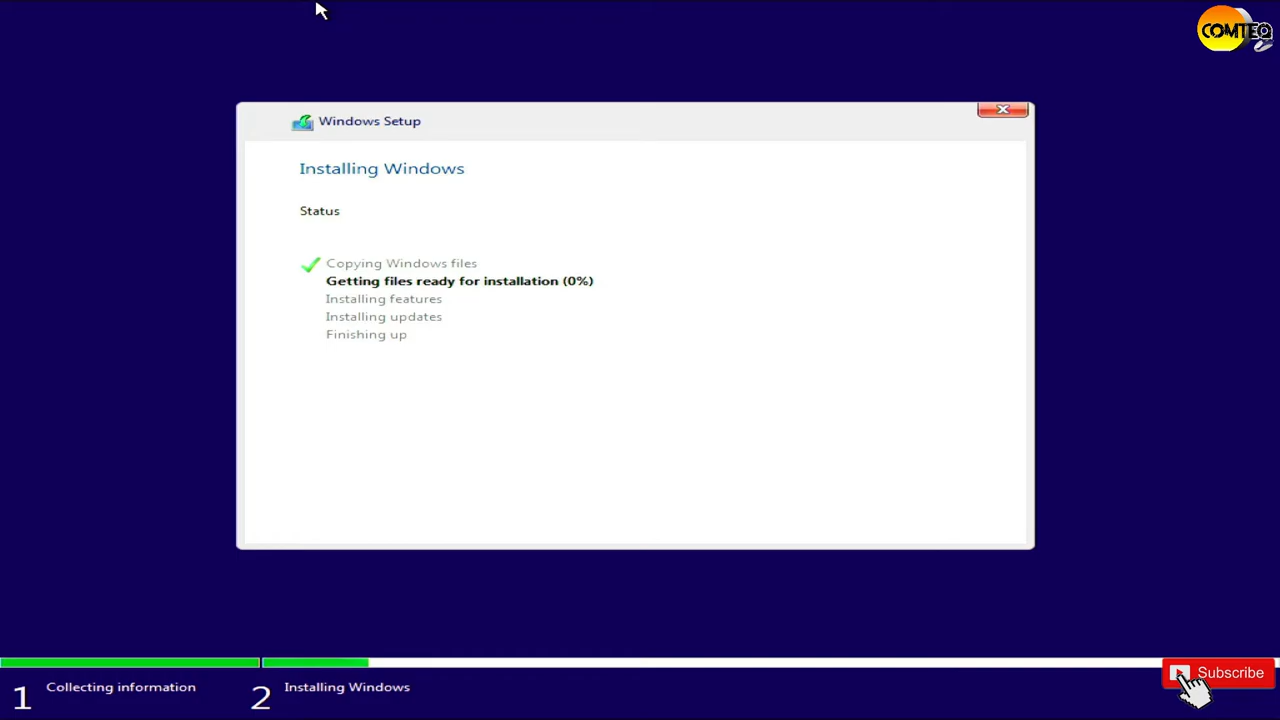 COMTEQ
Windows Setup
Installing Windows
Status
Copying Windows files
Getting files ready for installation (0%)
Installing features
Installing updates
Finishing up
1 Collecting information
2 Installing Windows
Subscribe